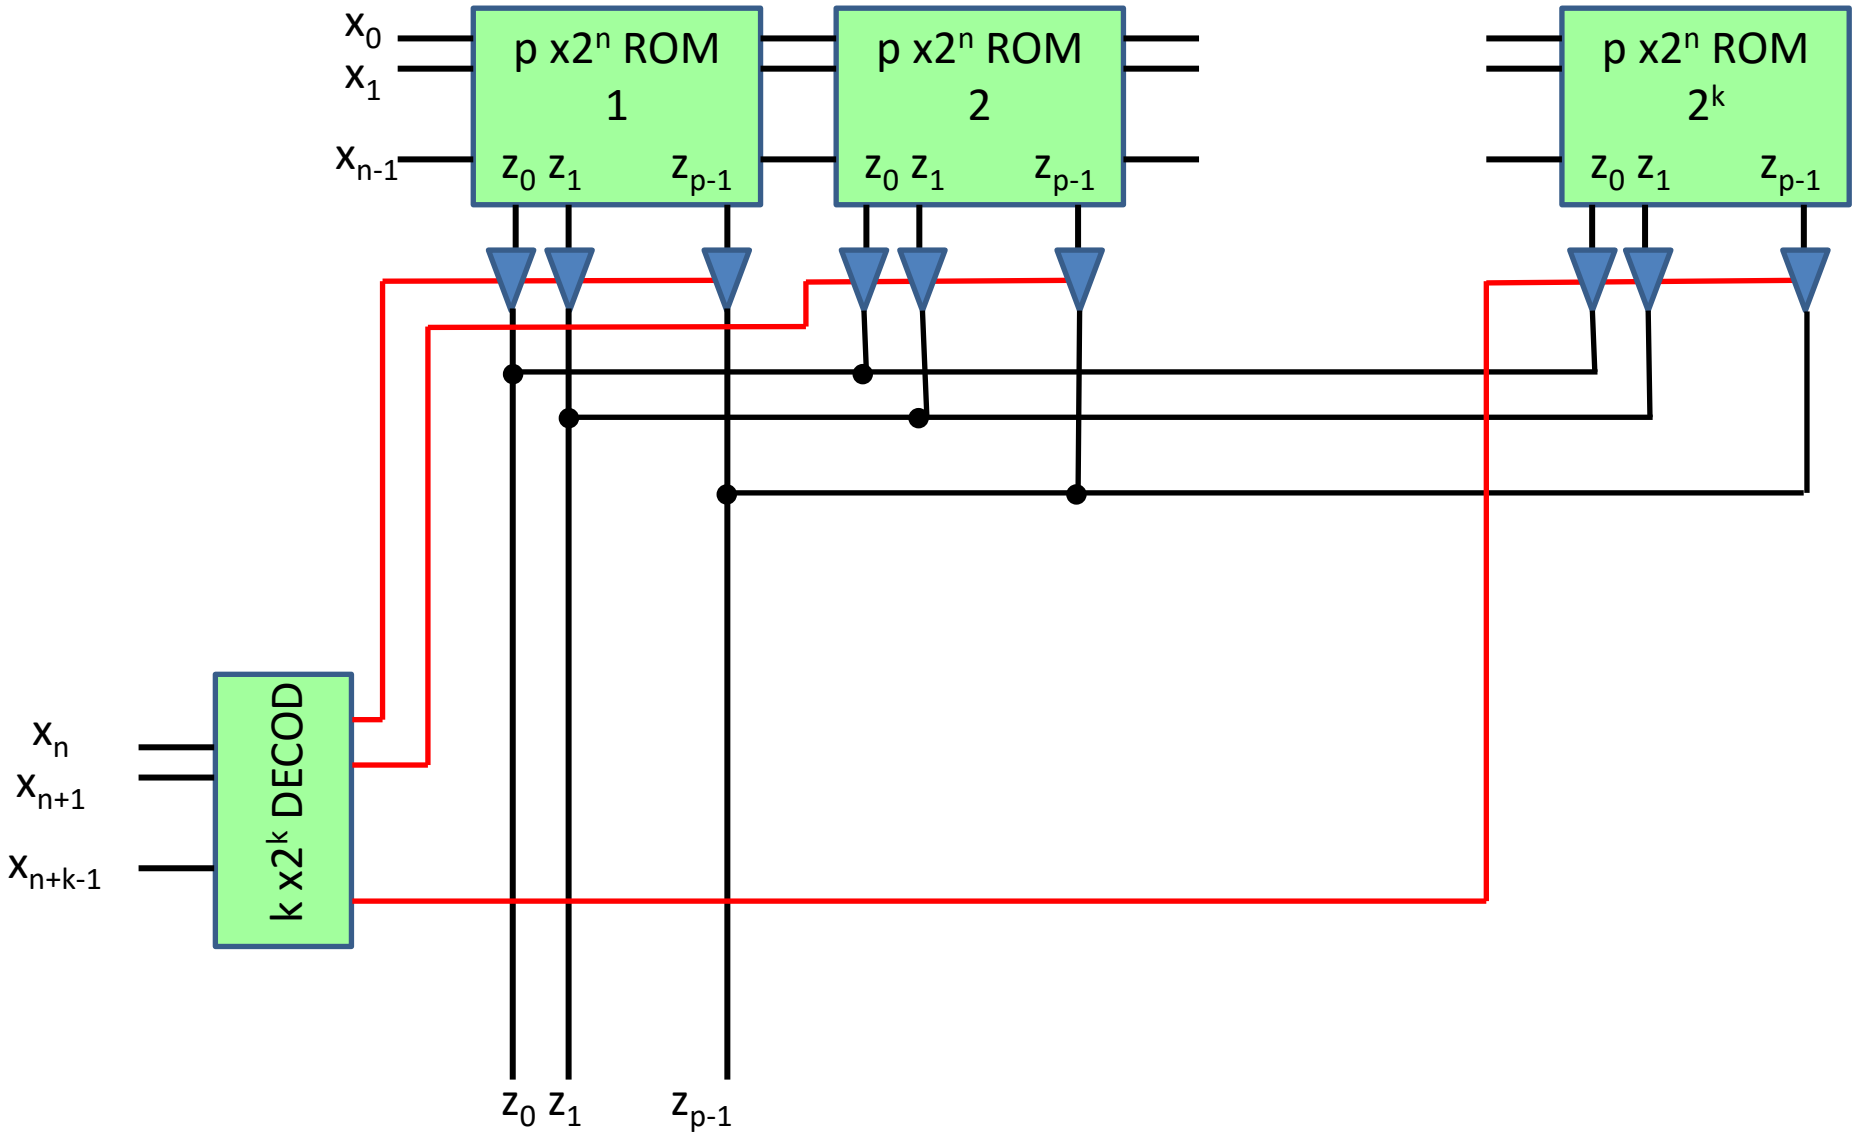 x₀
x₁
xₙ₋₁
p x2ⁿ ROM
1
z₀ z₁ zₚ₋₁
p x2ⁿ ROM
2
z₀ z₁ zₚ₋₁
p x2ⁿ ROM
2ᵏ
z₀ z₁ zₚ₋₁
xₙ
xₙ₊₁
xₙ₊ₖ₋₁
k x2ᵏ DECOD
z₀ z₁ zₚ₋₁